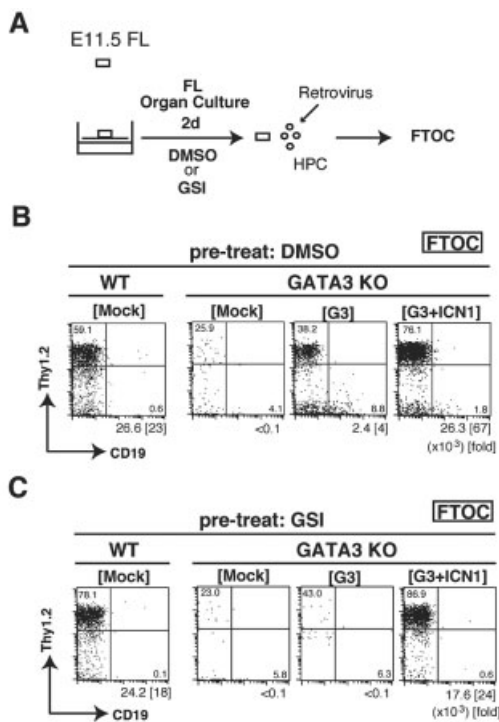 A
E11.5 FL
FL
Organ Culture
2d
DMSO
or
GSI
Retrovirus
HPC
FTOC
B
FTOC
pre-treat: DMSO
WT
GATA3 KO
[Mock]
[Mock]
[G3]
[G3+ICN1]
59.1
25.9
38.2
76.1
Thy1.2
0.6
4.1
8.8
1.8
26.6 [23]
<0.1
2.4 [4]
26.3 [67]
CD19
(x10³) [fold]
C
FTOC
pre-treat: GSI
WT
GATA3 KO
[Mock]
[Mock]
[G3]
[G3+ICN1]
78.1
23.0
43.0
86.9
Thy1.2
0.1
5.8
6.3
0.6
24.2 [18]
<0.1
<0.1
17.6 [24]
CD19
(x10³) [fold]